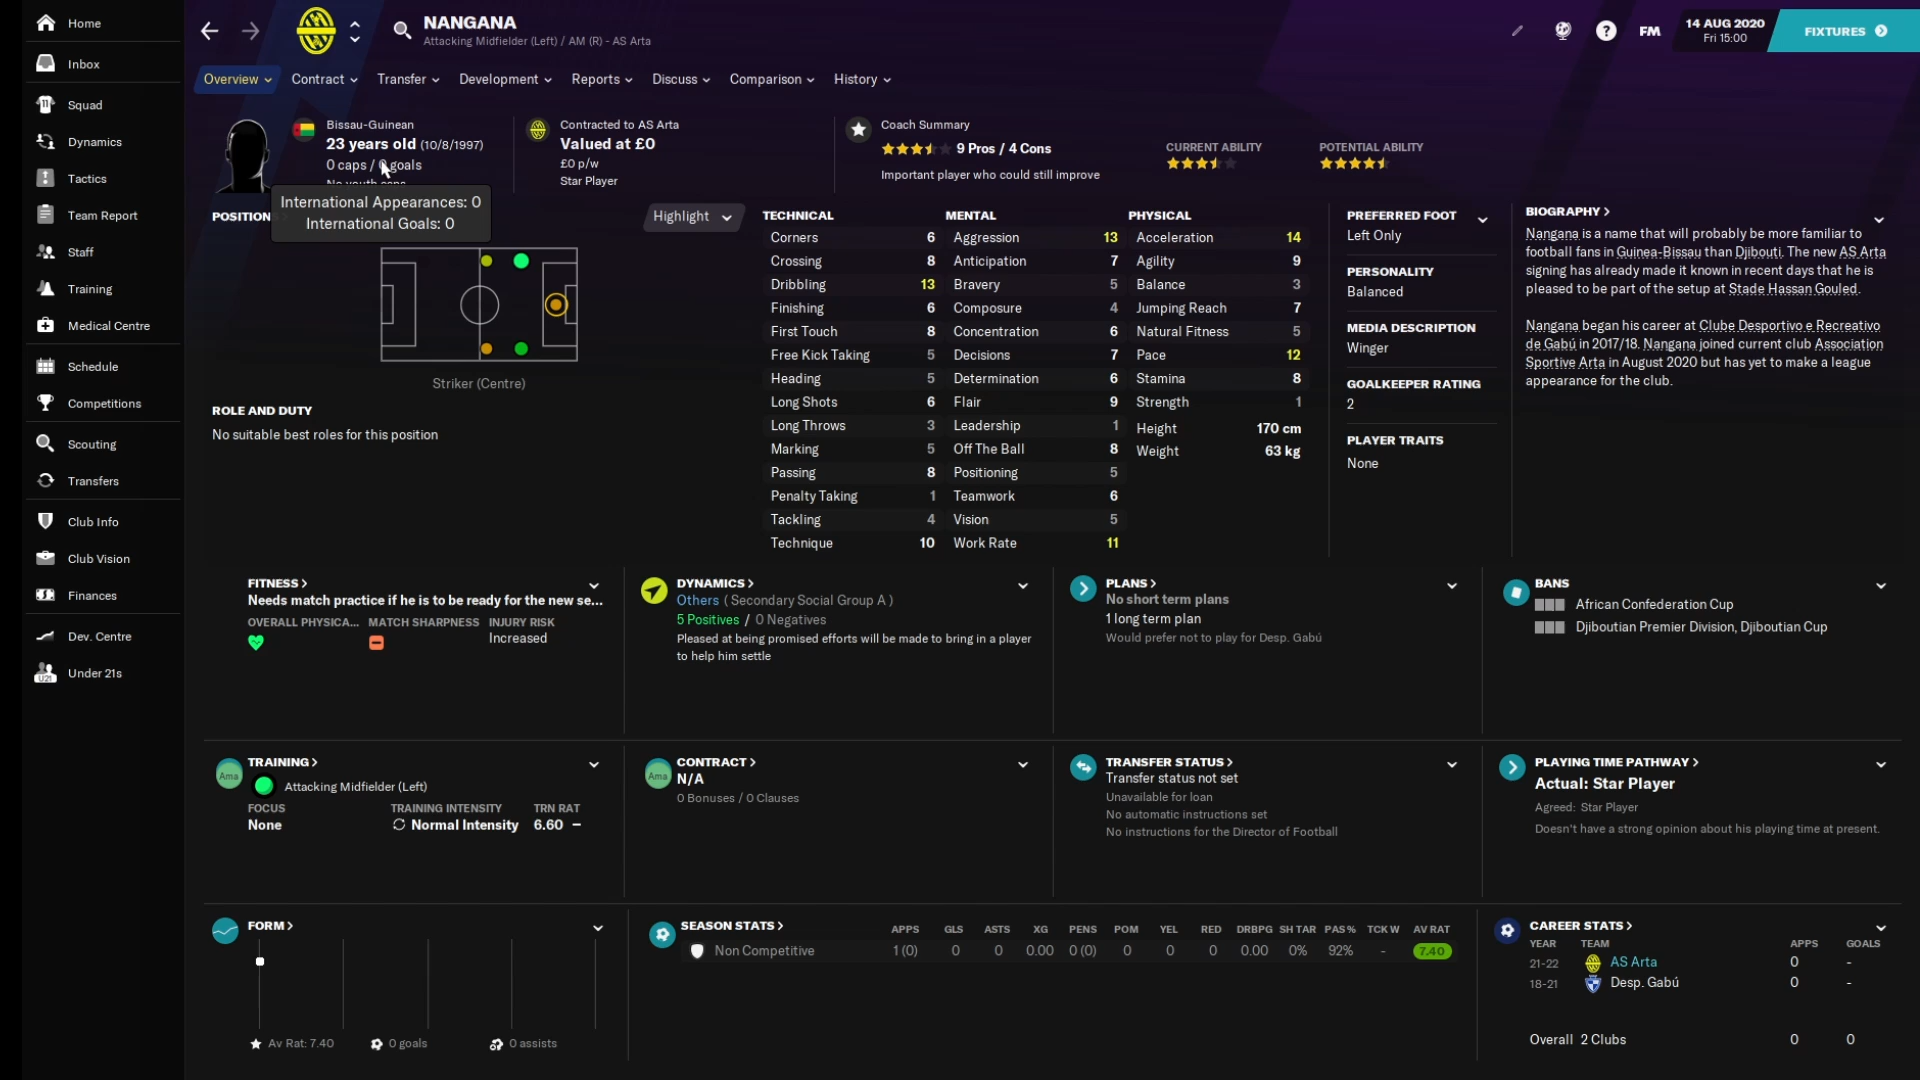 Home
Inbox
Squad
Dynamics
Tactics
Team Report
Staff
Training
Medical Centre
Schedule
Competitions
Scouting
Transfers
Club Info
Club Vision
Finances
Dev. Centre
Under 21s
NANGANA
Attacking Midfielder (Left) / AM (R) - AS Arta
FM
14 AUG 2020
Fri 15:00
FIXTURES
Overview Contract Transfer Development Reports Discuss Comparison History
Bissau-Guinean
23 years old (10/8/1997)
0 caps / goals
International Appearances: 0
International Goals: 0
Contracted to AS Arta
Valued at £0
£0 p/w
Star Player
Coach Summary
9 Pros / 4 Cons
Important player who could still improve
CURRENT ABILITY
POTENTIAL ABILITY
POSITION
Highlight
Striker (Centre)
ROLE AND DUTY
No suitable best roles for this position
TECHNICAL
Corners 6
Crossing 8
Dribbling 13
Finishing 6
First Touch 8
Free Kick Taking 5
Heading 5
Long Shots 6
Long Throws 3
Marking 5
Passing 8
Penalty Taking 1
Tackling 4
Technique 10
MENTAL
Aggression 13
Anticipation 7
Bravery 5
Composure 4
Concentration 6
Decisions 7
Determination 6
Flair 9
Leadership 1
Off The Ball 8
Positioning 5
Teamwork 6
Vision 5
Work Rate 11
PHYSICAL
Acceleration 14
Agility 9
Balance 3
Jumping Reach 7
Natural Fitness 5
Pace 12
Stamina 8
Strength 1
Height 170 cm
Weight 63 kg
PREFERRED FOOT
Left Only
PERSONALITY
Balanced
MEDIA DESCRIPTION
Winger
GOALKEEPER RATING
2
PLAYER TRAITS
None
BIOGRAPHY >
Nangana is a name that will probably be more familiar to
football fans in Guinea-Bissau than Djibouti. The new AS Arta
signing has already made it known in recent days that he is
pleased to be part of the setup at Stade Hassan Gouled.
Nangana began his career at Clube Desportivo e Recreativo
de Gabú in 2017/18. Nangana joined current club Association
Sportive Arta in August 2020 but has yet to make a league
appearance for the club.
FITNESS >
Needs match practice if he is to be ready for the new se...
OVERALL PHYSICA... MATCH SHARPNESS INJURY RISK
Increased
DYNAMICS >
Others ( Secondary Social Group A )
5 Positives / 0 Negatives
Pleased at being promised efforts will be made to bring in a player
to help him settle
PLANS >
No short term plans
1 long term plan
Would prefer not to play for Desp. Gabú
BANS
African Confederation Cup
Djiboutian Premier Division, Djiboutian Cup
Ama
TRAINING >
Attacking Midfielder (Left)
FOCUS TRAINING INTENSITY TRN RAT
None Normal Intensity 6.60 –
Ama
CONTRACT >
N/A
0 Bonuses / 0 Clauses
TRANSFER STATUS >
Transfer status not set
Unavailable for loan
No automatic instructions set
No instructions for the Director of Football
PLAYING TIME PATHWAY >
Actual: Star Player
Agreed: Star Player
Doesn't have a strong opinion about his playing time at present.
FORM >
Av Rat: 7.40 0 goals 0 assists
SEASON STATS > APPS GLS ASTS XG PENS POM YEL RED DRBPG SH TAR PAS % TCK W AV RAT
Non Competitive 1 (0) 0 0 0.00 0 (0) 0 0 0 0.00 0% 92% - 7.40
CAREER STATS >
YEAR TEAM APPS GOALS
21-22 AS Arta 0 -
18-21 Desp. Gabú 0 -
Overall 2 Clubs 0 0